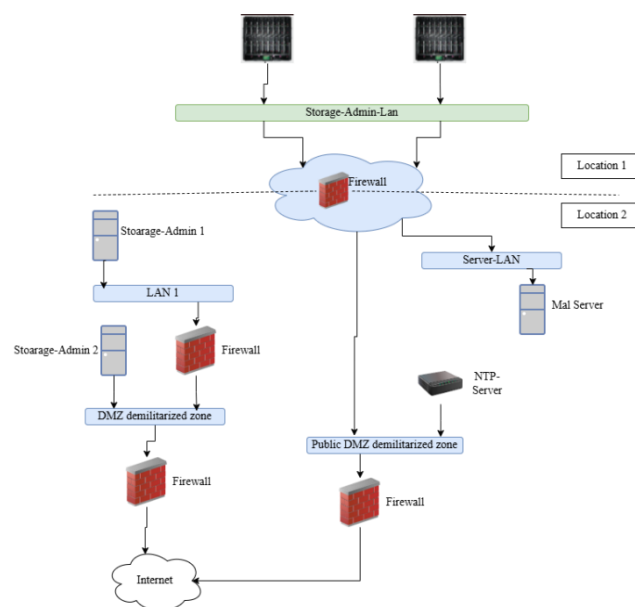 Storage-Admin-Lan
Location 1
Firewall
Location 2
Stoarage-Admin 1
Server-LAN
LAN 1
Mal Server
Stoarage-Admin 2
Firewall
NTP-
Server
DMZ demilitarized zone
Public DMZ demilitarized zone
Firewall
Firewall
Internet